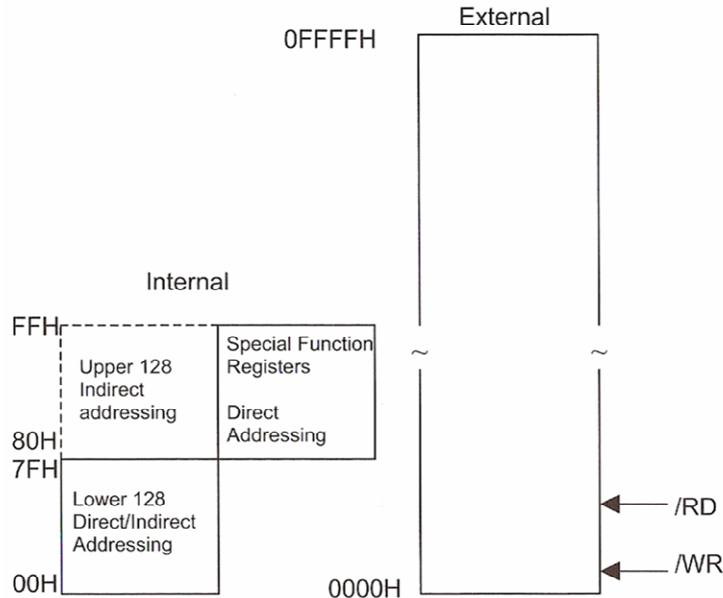 External
0FFFFH
Internal
FFH
Upper 128
Indirect
addressing
Special Function
Registers
Direct
Addressing
80H
7FH
Lower 128
Direct/Indirect
Addressing
00H
0000H
~
~
/RD
/WR